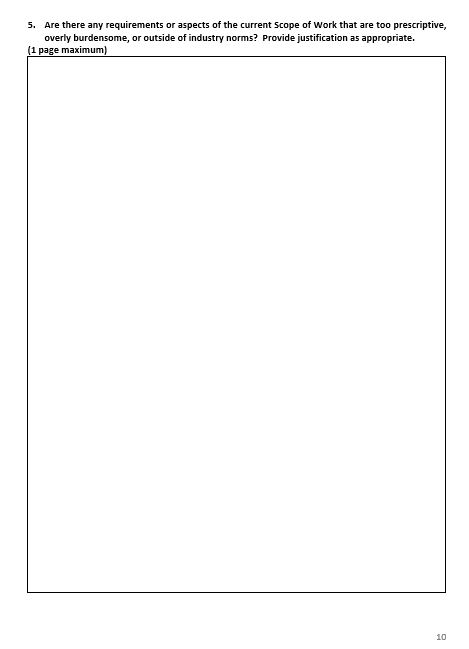 5. Are there any requirements or aspects of the current Scope of Work that are too prescriptive,
overly burdensome, or outside of industry norms? Provide justification as appropriate.
(1 page maximum)
10